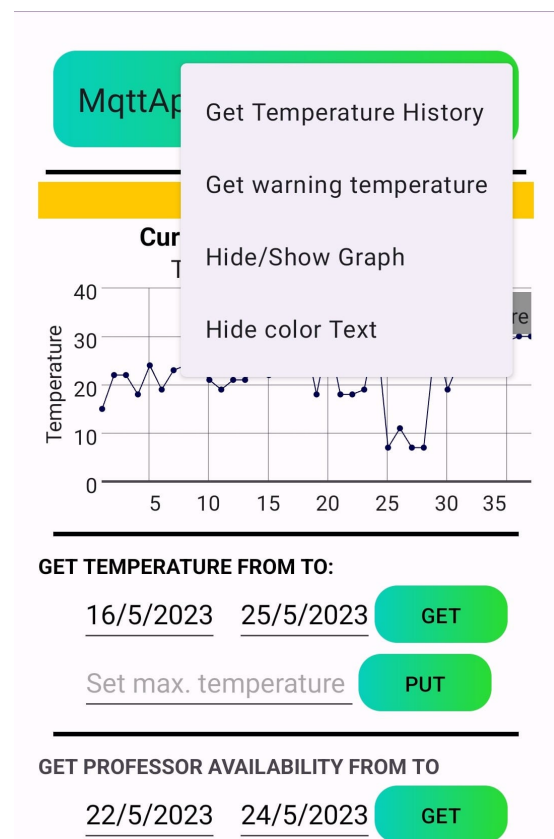 MqttAp
Get Temperature History
Get warning temperature
Hide/Show Graph
Hide color Text
Cur
T
re
Temperature
40
30
20
10
0
5 10 15 20 25 30 35
GET TEMPERATURE FROM TO:
16/5/2023 25/5/2023 GET
Set max. temperature PUT
GET PROFESSOR AVAILABILITY FROM TO
22/5/2023 24/5/2023 GET